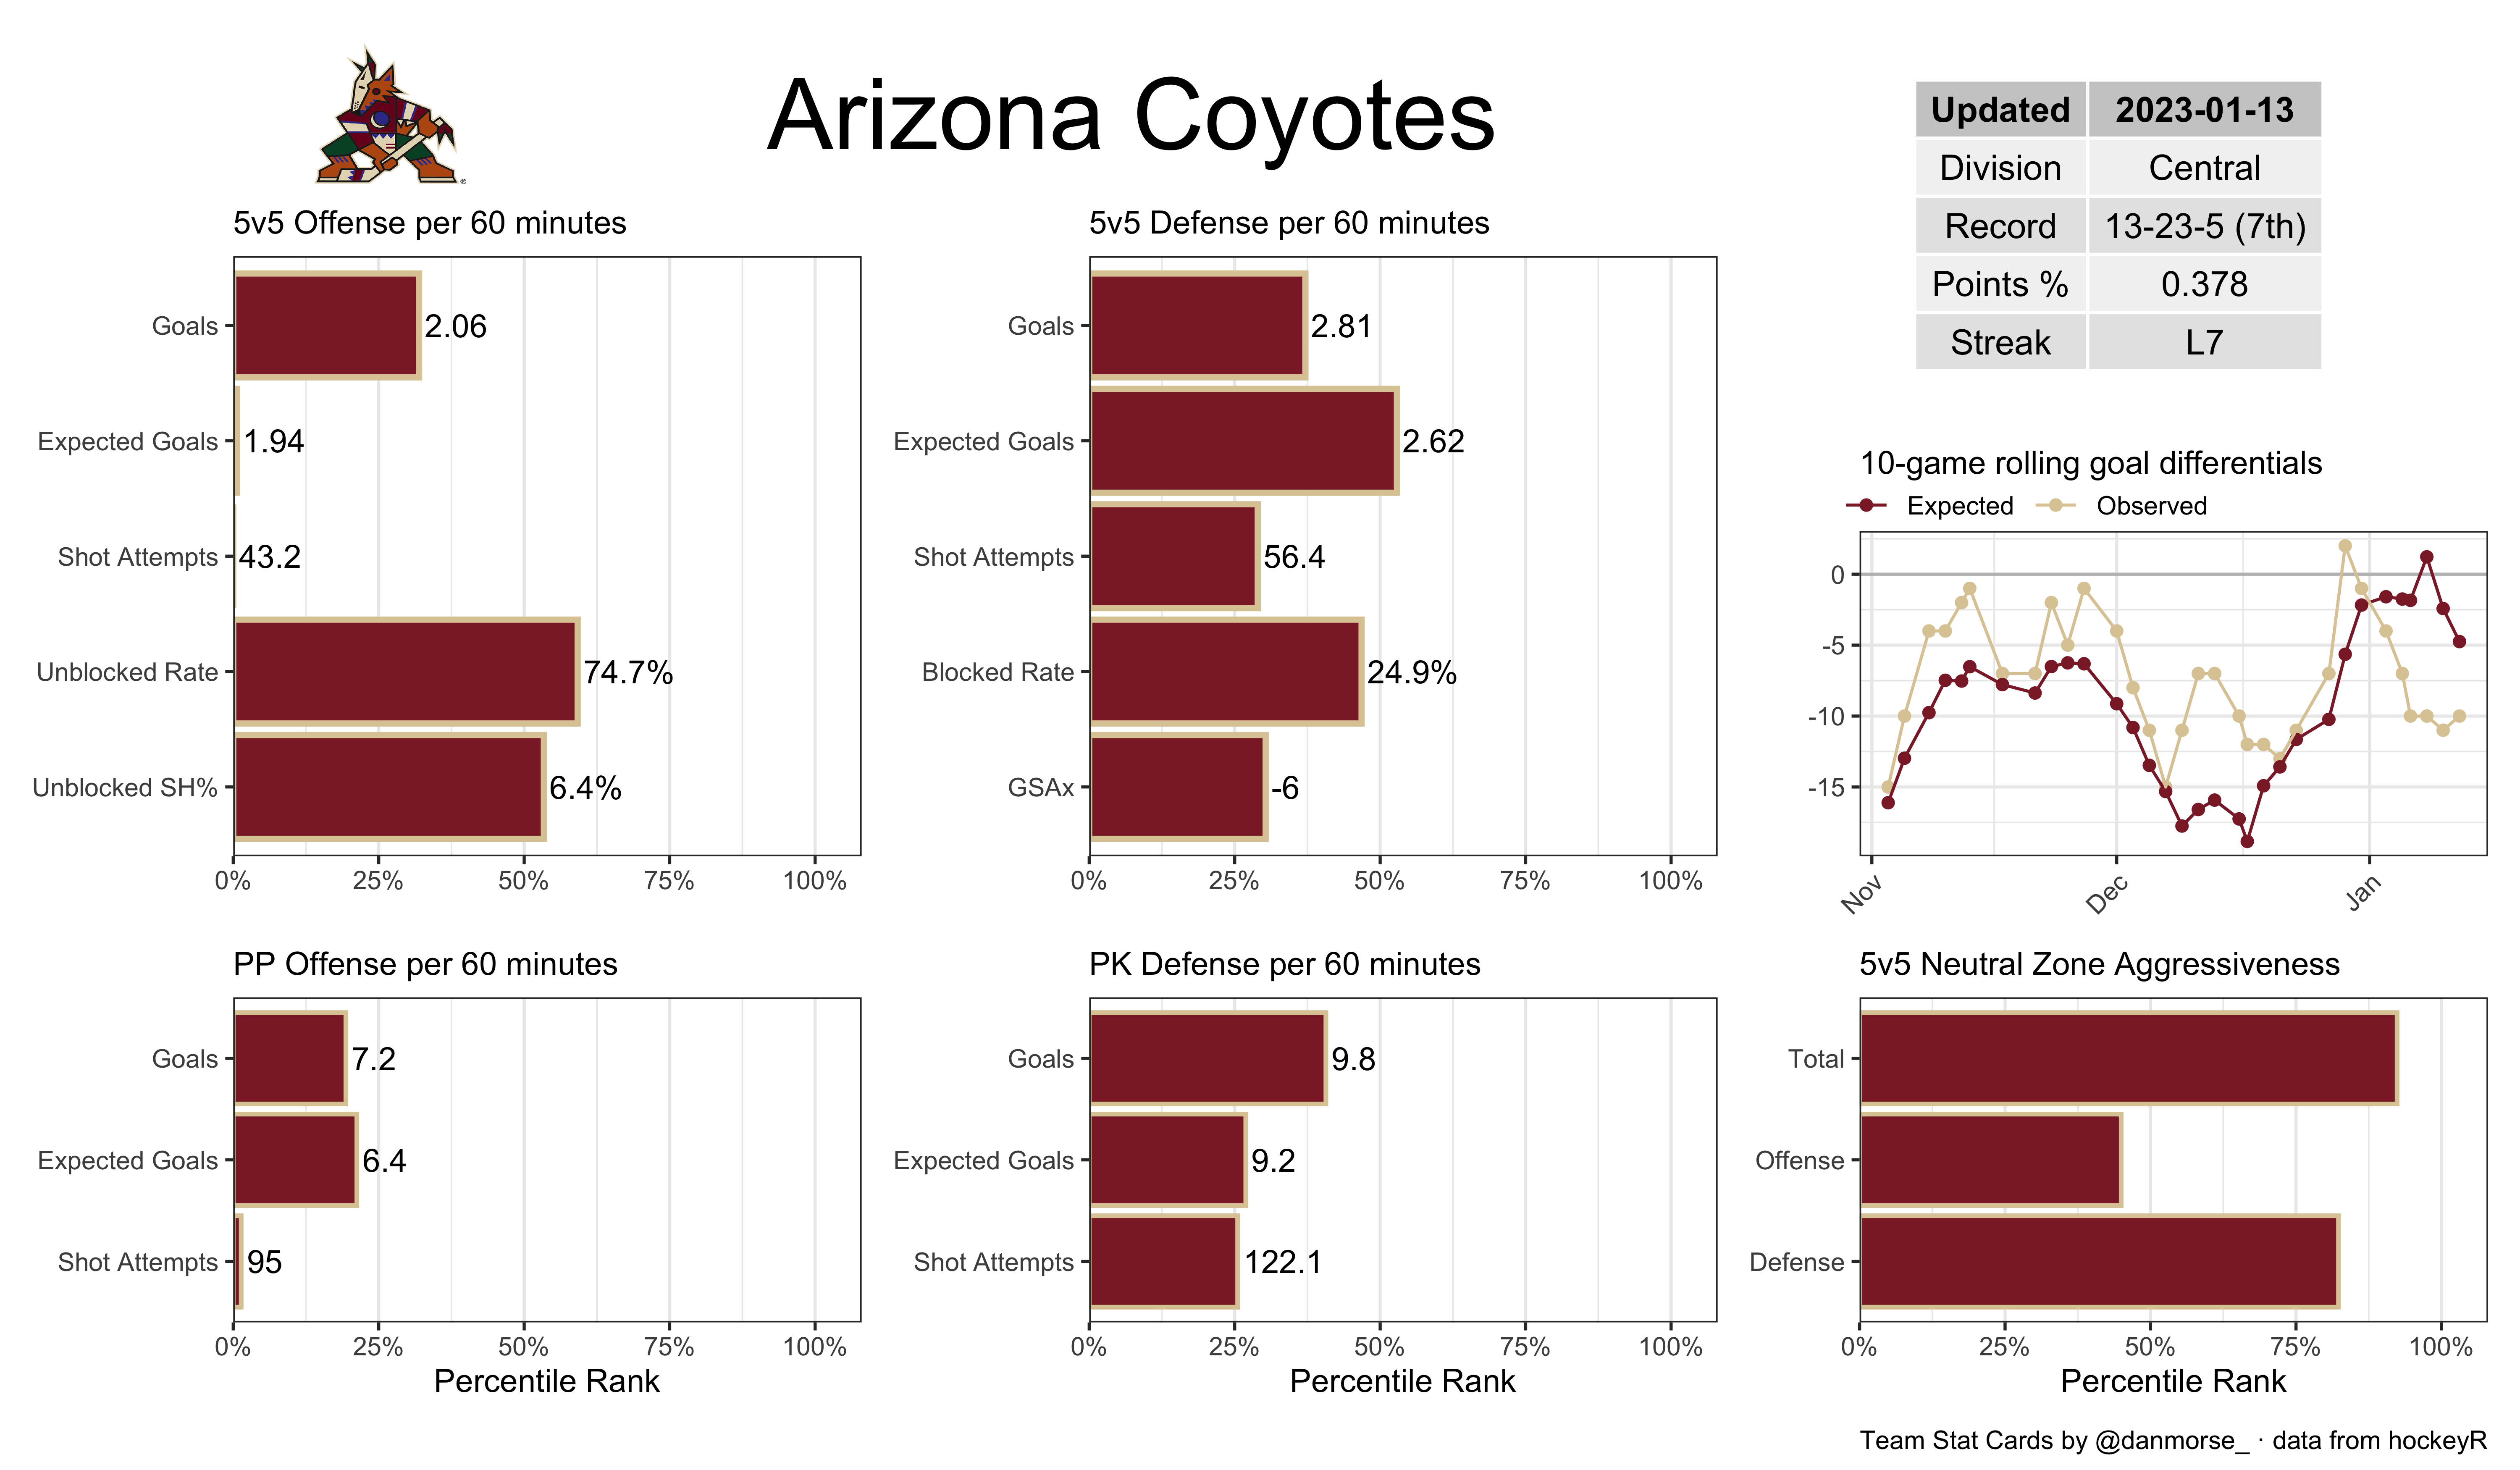 Arizona Coyotes
Updated 2023-01-13
Division Central
Record 13-23-5 (7th)
Points % 0.378
Streak L7
5v5 Offense per 60 minutes
Goals 2.06
Expected Goals 1.94
Shot Attempts 43.2
Unblocked Rate 74.7%
Unblocked SH% 6.4%
0% 25% 50% 75% 100%
5v5 Defense per 60 minutes
Goals 2.81
Expected Goals 2.62
Shot Attempts 56.4
Blocked Rate 24.9%
GSAx -6
0% 25% 50% 75% 100%
10-game rolling goal differentials
Expected Observed
0
-5
-10
-15
Nov Dec Jan
PP Offense per 60 minutes
Goals 7.2
Expected Goals 6.4
Shot Attempts 95
0% 25% 50% 75% 100%
Percentile Rank
PK Defense per 60 minutes
Goals 9.8
Expected Goals 9.2
Shot Attempts 122.1
0% 25% 50% 75% 100%
Percentile Rank
5v5 Neutral Zone Aggressiveness
Total
Offense
Defense
0% 25% 50% 75% 100%
Percentile Rank
Team Stat Cards by @danmorse_ · data from hockeyR